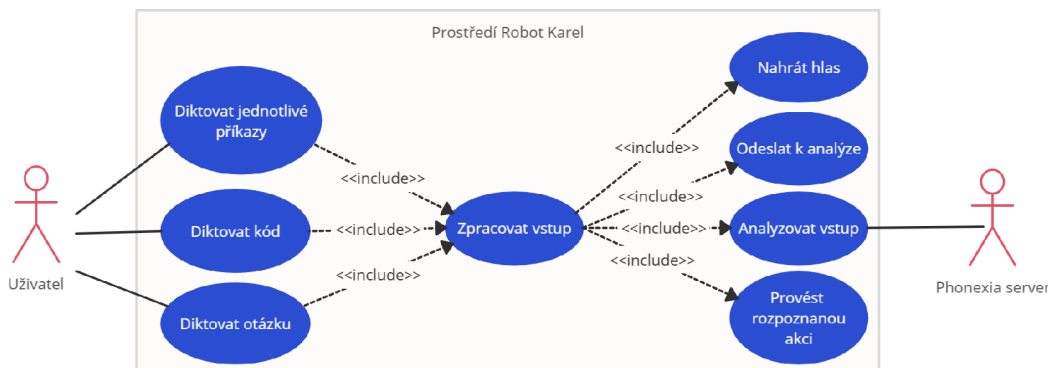 Prostředí Robot Karel
Nahrát hlas
Diktovat jednotlivé
příkazy
<<include>>
Odeslat k analýze
<<include>>
<<include>>
Uživatel
Diktovat kód
<<include>>
Zpracovat vstup
<<include>>
Analyzovat vstup
Phonexia server
<<include>>
<<include>>
Diktovat otázku
Provést
rozpoznanou
akci